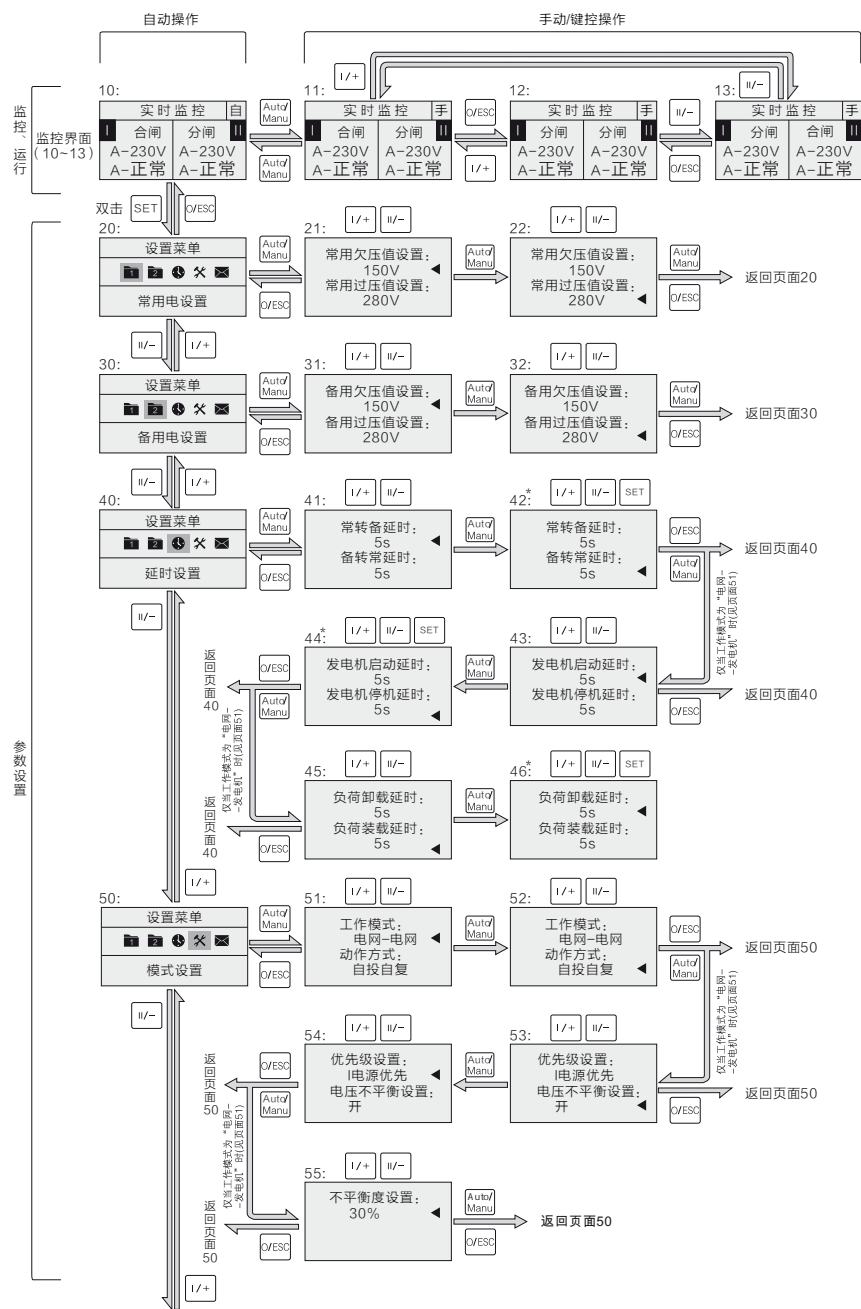 自动操作
手动/键控操作
监控、运行
监控界面
(10~13)
10:
实时监控 自
I 合闸 分闸 II
A-230V A-230V
A-正常 A-正常
Auto/Manu
Auto/Manu
11:
I/+
实时监控 手
I 合闸 分闸 II
A-230V A-230V
A-正常 A-正常
O/ESC
I/+
12:
实时监控 手
I 分闸 分闸 II
A-230V A-230V
A-正常 A-正常
II/-
O/ESC
13:
II/-
实时监控 手
I 分闸 合闸 II
A-230V A-230V
A-正常 A-正常
双击 SET O/ESC
参数设置
20:
设置菜单
1 2
常用电设置
Auto/Manu
O/ESC
21: I/+ II/-
常用欠压值设置:
150V
常用过压值设置:
280V
Auto/Manu
22: I/+ II/-
常用欠压值设置:
150V
常用过压值设置:
280V
Auto/Manu
O/ESC
返回页面20
II/- I/+
30:
设置菜单
1 2
备用电设置
Auto/Manu
O/ESC
31: I/+ II/-
备用欠压值设置:
150V
备用过压值设置:
280V
Auto/Manu
32: I/+ II/-
备用欠压值设置:
150V
备用过压值设置:
280V
Auto/Manu
O/ESC
返回页面30
II/- I/+
40:
设置菜单
1 2
延时设置
Auto/Manu
O/ESC
41: I/+ II/-
常转备延时:
5s
备转常延时:
5s
Auto/Manu
42:* I/+ II/- SET
常转备延时:
5s
备转常延时:
5s
O/ESC
Auto/Manu
返回页面40
仅当工作模式为“电网-
-发电机”时(见页面51)
II/-
44:* I/+ II/- SET
发电机启动延时:
5s
发电机停机延时:
5s
Auto/Manu
43: I/+ II/-
发电机启动延时:
5s
发电机停机延时:
5s
O/ESC
返回页面40
返回页面40
O/ESC
Auto/Manu
仅当工作模式为“电网-
-发电机”时(见页面51)
45: I/+ II/-
负荷卸载延时:
5s
负荷装载延时:
5s
Auto/Manu
46:* I/+ II/- SET
负荷卸载延时:
5s
负荷装载延时:
5s
返回页面40
O/ESC
I/+
50:
设置菜单
1 2
模式设置
Auto/Manu
O/ESC
51: I/+ II/-
工作模式:
电网-电网
动作方式:
自投自复
Auto/Manu
52: I/+ II/-
工作模式:
电网-电网
动作方式:
自投自复
O/ESC
Auto/Manu
返回页面50
仅当工作模式为“电网-
-发电机”时(见页面51)
II/-
54: I/+ II/-
优先级设置:
I电源优先
电压不平衡设置:
开
Auto/Manu
53: I/+ II/-
优先级设置:
I电源优先
电压不平衡设置:
开
O/ESC
返回页面50
返回页面50
O/ESC
Auto/Manu
仅当工作模式为“电网-
-发电机”时(见页面51)
55: I/+ II/-
不平衡度设置:
30%
Auto/Manu
O/ESC
返回页面50
返回页面50
O/ESC
I/+